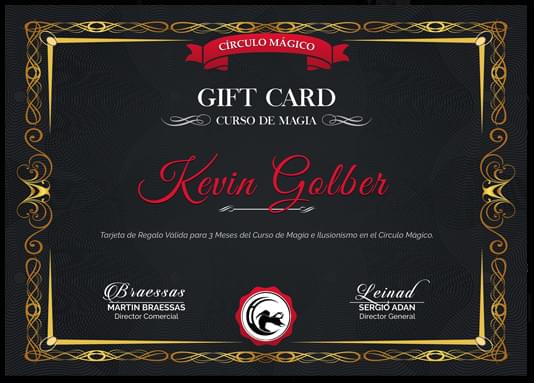 CÍRCULO MÁGICO
GIFT CARD
CURSO DE MAGIA
Kevin Golber
Tarjeta de Regalo Válida para 3 Meses del Curso de Magia e Ilusionismo en el Círculo Mágico.
Braessas
MARTIN BRAESSAS
Director Comercial
Leinad
SERGIO ADAN
Director General